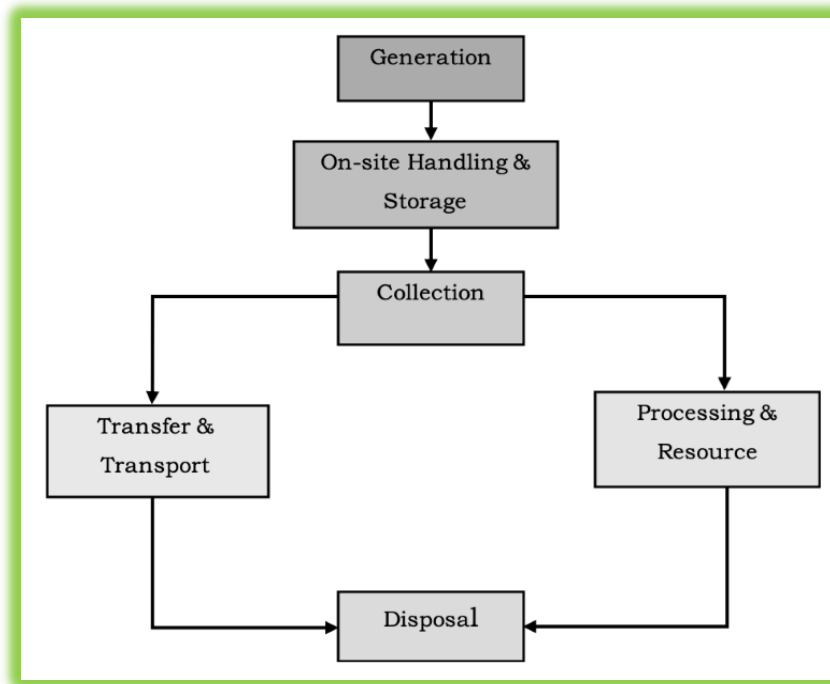 Generation
On-site Handling &
Storage
Collection
Transfer &
Transport
Processing &
Resource
Disposal